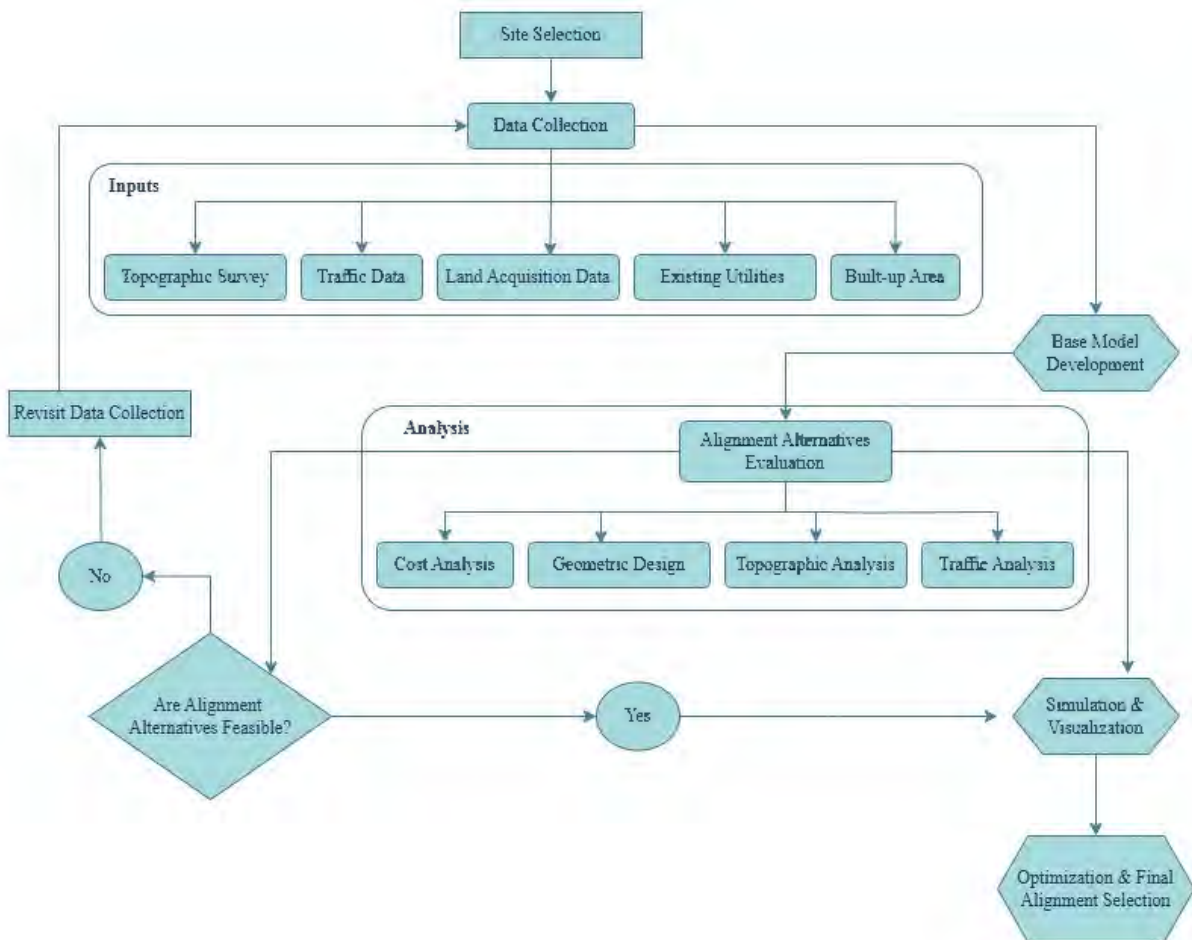 Site Selection
Data Collection
Inputs
Topographic Survey
Traffic Data
Land Acquisition Data
Existing Utilities
Built-up Area
Base Model
Development
Revisit Data Collection
Analysis
Alignment Alternatives
Evaluation
Cost Analysis
Geometric Design
Topographic Analysis
Traffic Analysis
No
Are Alignment
Alternatives Feasible?
Yes
Simulation &
Visualization
Optimization & Final
Alignment Selection